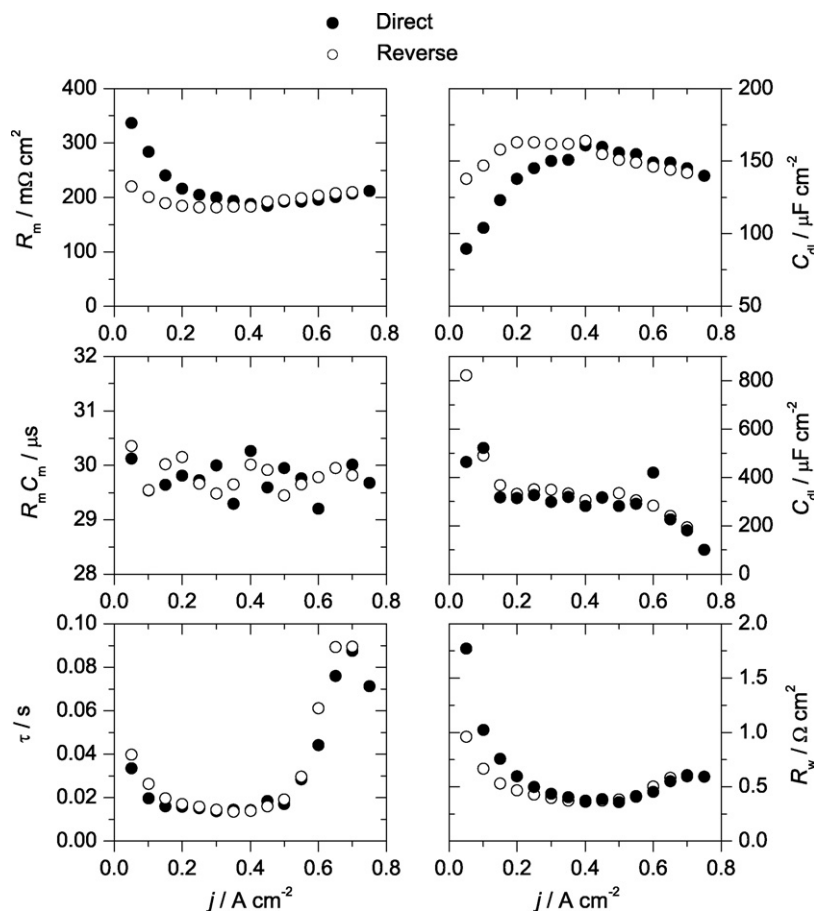 Direct
Reverse
400
300
200
100
0
0.0 0.2 0.4 0.6 0.8
R_m / mΩ cm²
200
150
100
50
0.0 0.2 0.4 0.6 0.8
C_dl / µF cm⁻²
32
31
30
29
28
0.0 0.2 0.4 0.6 0.8
R_m C_m / µs
800
600
400
200
0
0.0 0.2 0.4 0.6 0.8
C_dl / µF cm⁻²
0.10
0.08
0.06
0.04
0.02
0.00
0.0 0.2 0.4 0.6 0.8
τ / s
j / A cm⁻²
2.0
1.5
1.0
0.5
0.0
0.0 0.2 0.4 0.6 0.8
R_w / Ω cm²
j / A cm⁻²